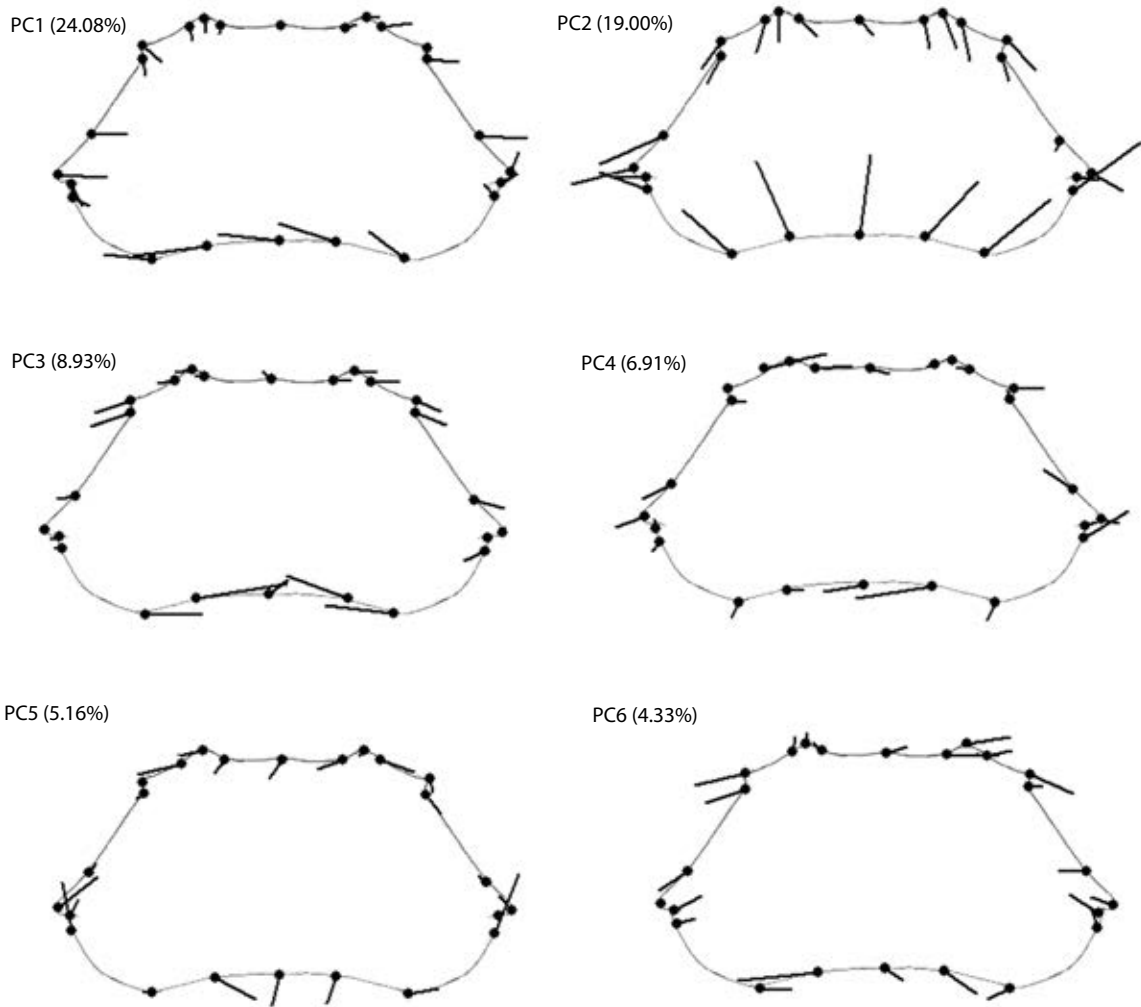 PC1 (24.08%)
PC2 (19.00%)
PC3 (8.93%)
PC4 (6.91%)
PC5 (5.16%)
PC6 (4.33%)